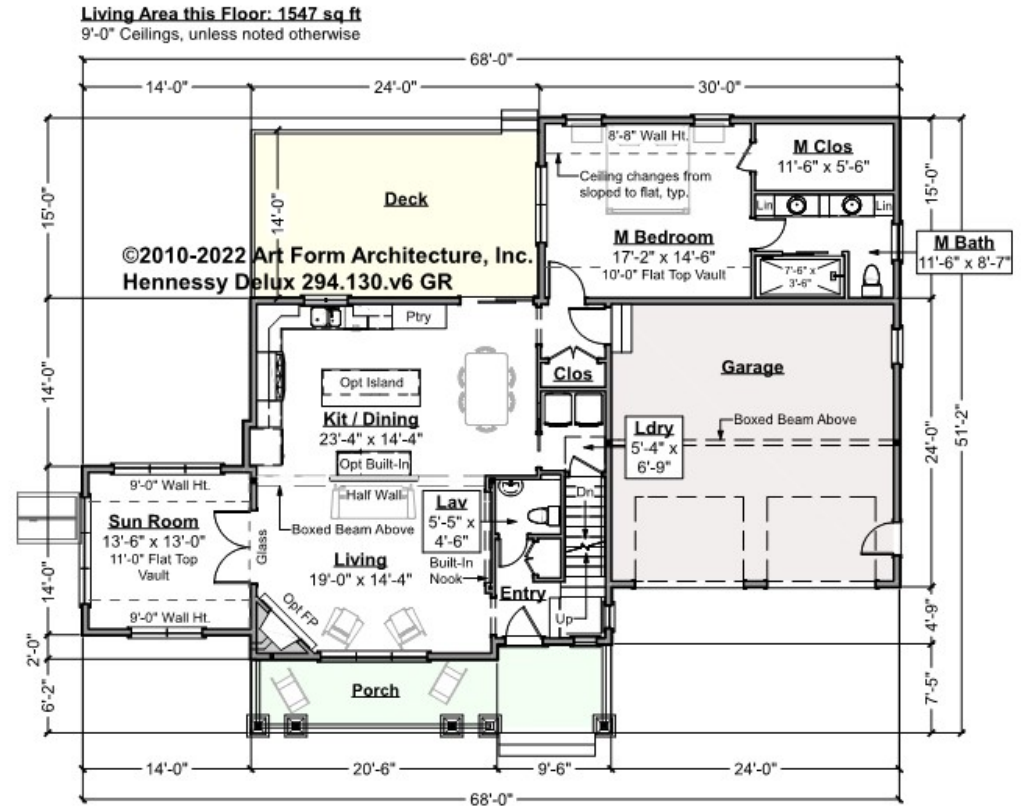 Living Area this Floor: 1547 sq ft
9'-0" Ceilings, unless noted otherwise
68'-0"
14'-0"
24'-0"
30'-0"
8'-8" Wall Ht.
M Clos
11'-6" x 5'-6"
Ceiling changes from
sloped to flat, typ.
15'-0"
14'-0"
Deck
Lin
Lin
15'-0"
M Bedroom
17'-2" x 14'-6"
10'-0" Flat Top Vault
M Bath
11'-6" x 8'-7"
7'-6" x
3'-6"
©2010-2022 Art Form Architecture, Inc.
Hennessy Delux 294.130.v6 GR
Ptry
Clos
Garage
14'-0"
Opt Island
Kit / Dining
23'-4" x 14'-4"
Boxed Beam Above
Ldry
5'-4" x
6'-9"
24'-0"
51'-2"
Opt Built-In
Half Wall
9'-0" Wall Ht.
Sun Room
13'-6" x 13'-0"
11'-0" Flat Top
Vault
9'-0" Wall Ht.
Glass
Boxed Beam Above
Lav
5'-5" x
4'-6"
Dn
Living
19'-0" x 14'-4"
Built-In
Nook
Entry
Up
Opt FP
14'-0"
2'-0"
6'-2"
4'-9"
7'-5"
Porch
14'-0"
20'-6"
9'-6"
24'-0"
68'-0"